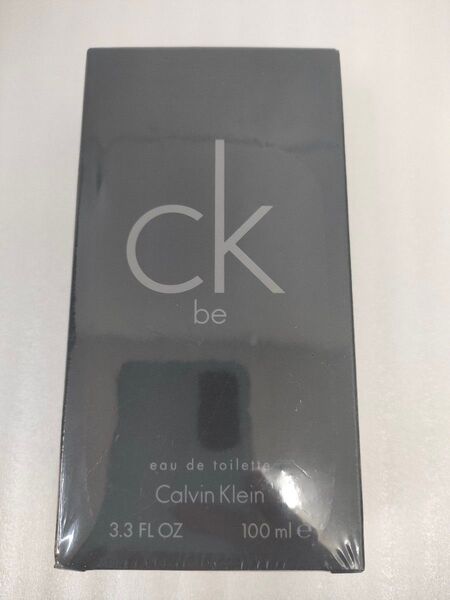 ck
be
eau de toilette
Calvin Klein
3.3 FL OZ 100 ml e